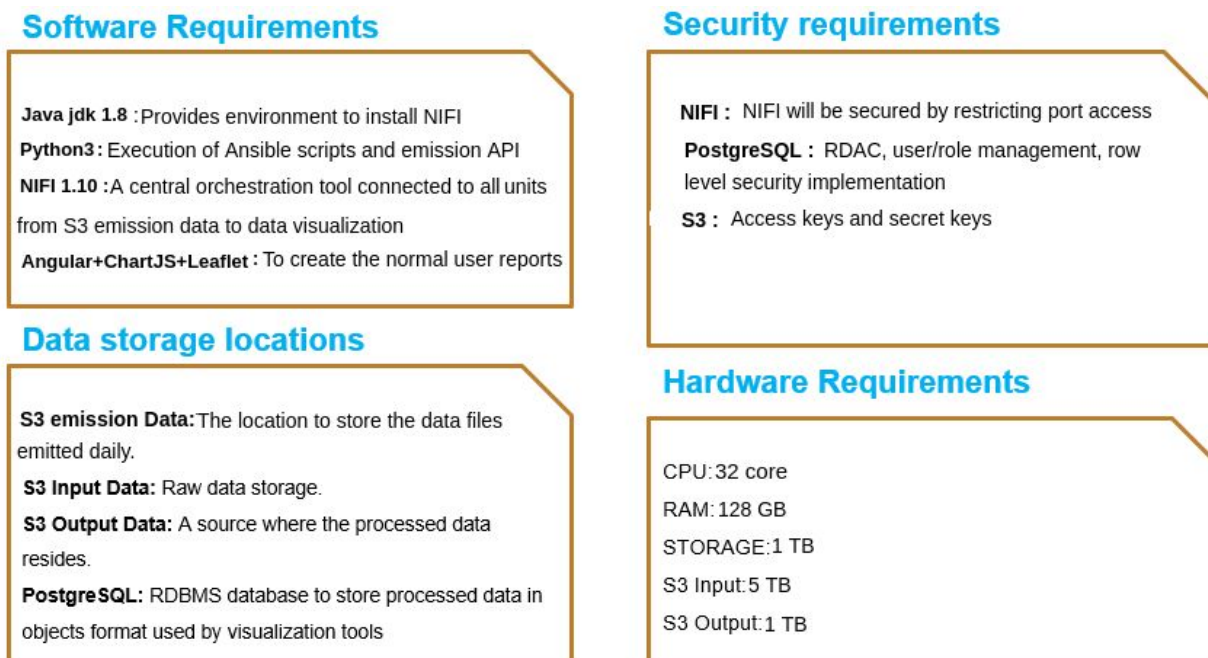 Software Requirements
Java jdk 1.8 : Provides environment to install NIFI
Python3 : Execution of Ansible scripts and emission API
NIFI 1.10 : A central orchestration tool connected to all units
from S3 emission data to data visualization
Angular+ChartJS+Leaflet : To create the normal user reports
Data storage locations
S3 emission Data: The location to store the data files
emitted daily.
S3 Input Data: Raw data storage.
S3 Output Data: A source where the processed data
resides.
PostgreSQL: RDBMS database to store processed data in
objects format used by visualization tools
Security requirements
NIFI : NIFI will be secured by restricting port access
PostgreSQL : RDAC, user/role management, row
level security implementation
S3 : Access keys and secret keys
Hardware Requirements
CPU: 32 core
RAM: 128 GB
STORAGE: 1 TB
S3 Input: 5 TB
S3 Output: 1 TB